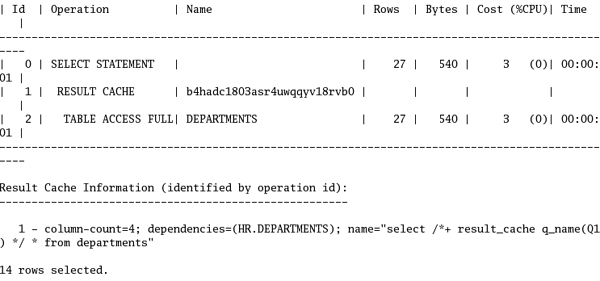 | Id  | Operation          | Name                       | Rows  | Bytes | Cost (%CPU)| Time
   |
--------------------------------------------------------------------------------------------
----
|   0 | SELECT STATEMENT   |                            |    27 |   540 |     3   (0)| 00:00:
01 |
|   1 |  RESULT CACHE      | b4hadc1803asr4uwqqyv18rvb0 |       |       |            |
   |
|   2 |   TABLE ACCESS FULL| DEPARTMENTS                |    27 |   540 |     3   (0)| 00:00:
01 |
--------------------------------------------------------------------------------------------
----
Result Cache Information (identified by operation id):
------------------------------------------------------
   1 - column-count=4; dependencies=(HR.DEPARTMENTS); name="select /*+ result_cache q_name(Q1
) */ * from departments"
14 rows selected.